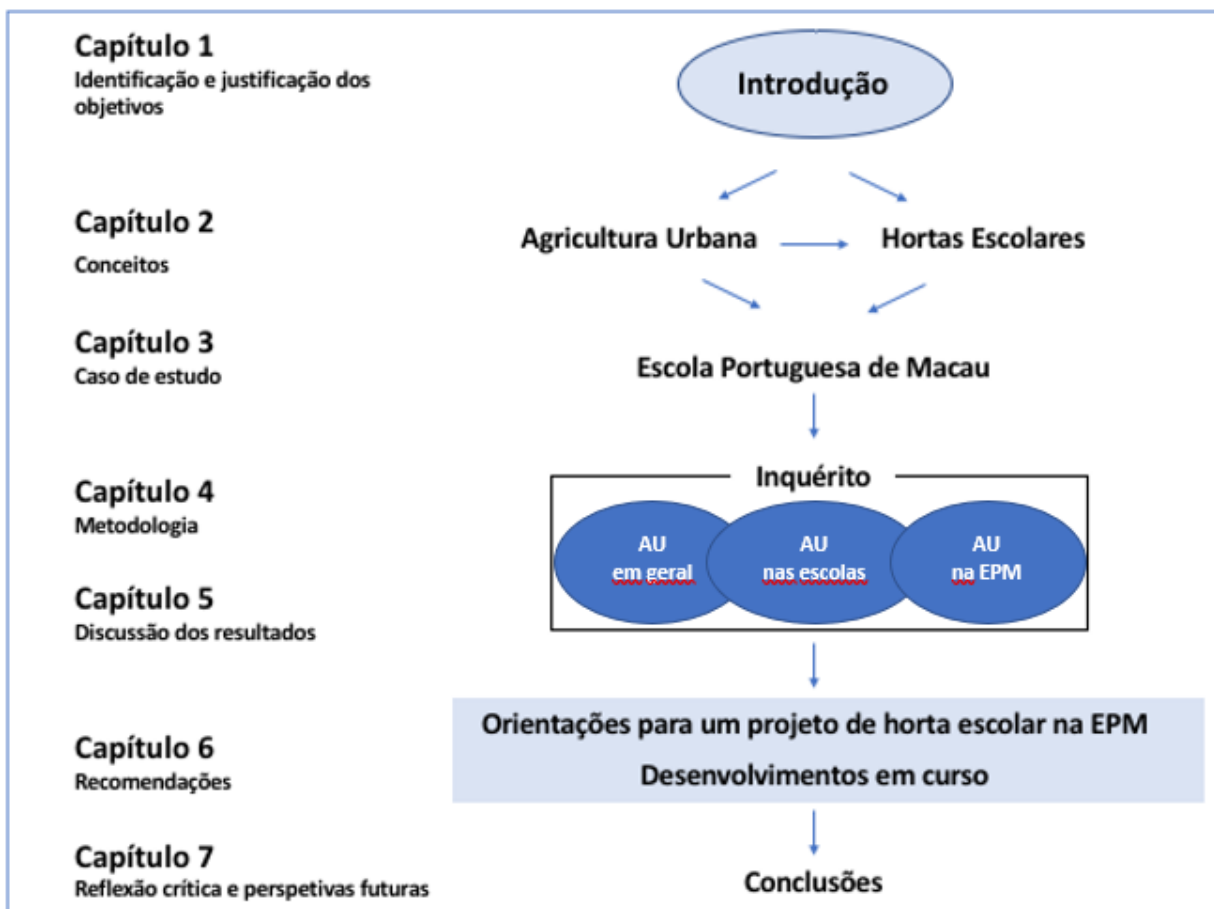 Capítulo 1
Identificação e justificação dos
objetivos
Introdução
Capítulo 2
Conceitos
Agricultura Urbana
Hortas Escolares
Capítulo 3
Caso de estudo
Escola Portuguesa de Macau
Capítulo 4
Metodologia
Inquérito
AU
em geral
AU
nas escolas
AU
na EPM
Capítulo 5
Discussão dos resultados
Capítulo 6
Recomendações
Orientações para um projeto de horta escolar na EPM
Desenvolvimentos em curso
Capítulo 7
Reflexão crítica e perspetivas futuras
Conclusões